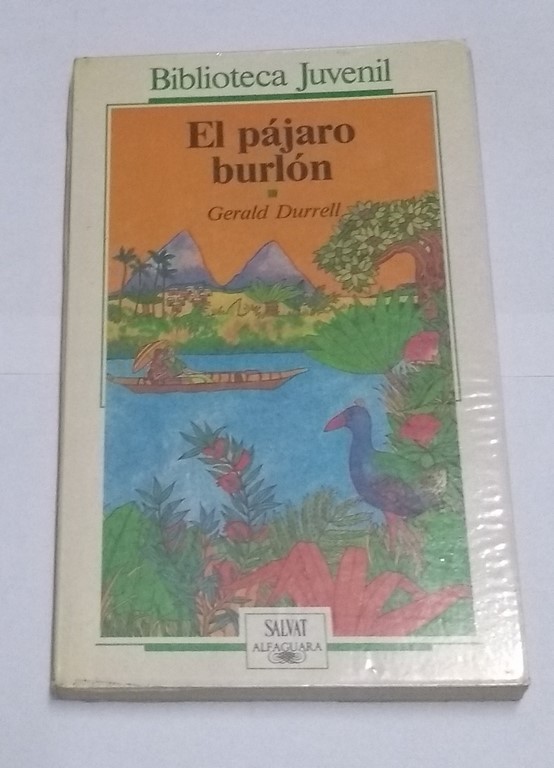 Biblioteca Juvenil
El pájaro
burlón
Gerald Durrell
SALVAT
ALFAGUARA